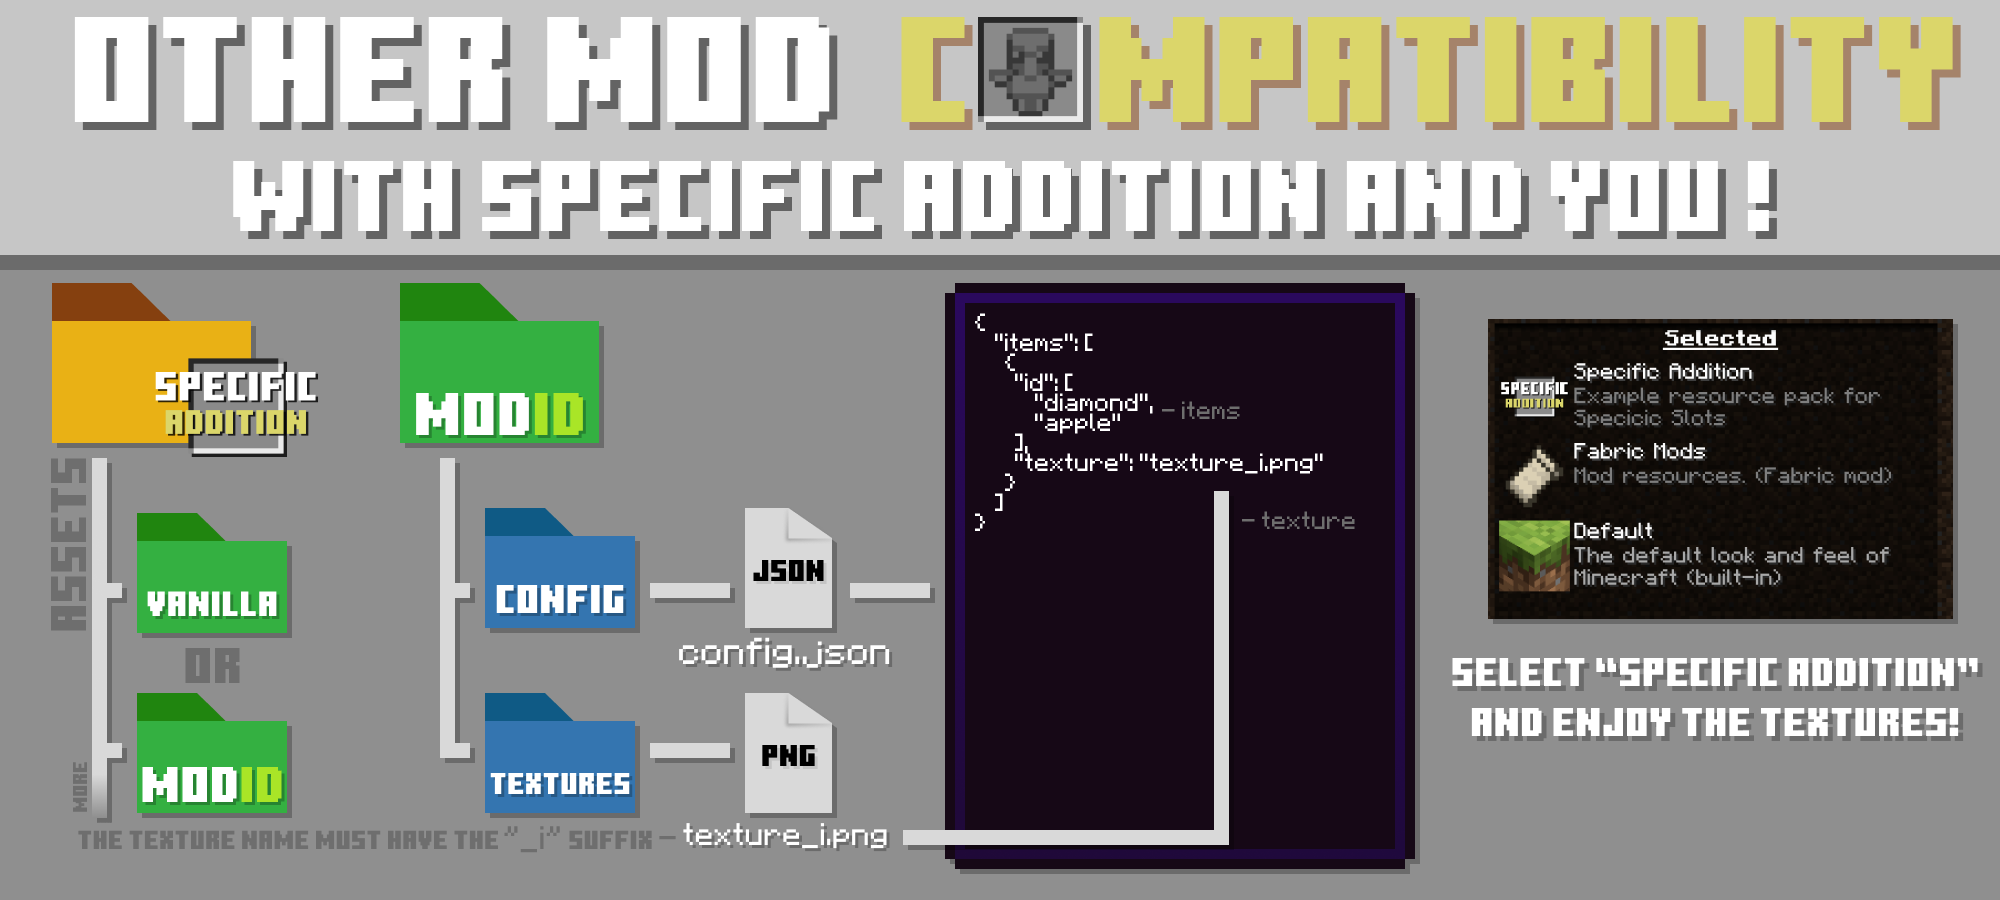 OTHER MOD COMPATIBILITY
WITH SPECIFIC ADDITION AND YOU !
SPECIFIC
ADDITION
ASSETS
VANILLA
OR
MODID
MORE
MODID
CONFIG
JSON
config.json
TEXTURES
PNG
THE TEXTURE NAME MUST HAVE THE "_i" SUFFIX - texture_i.png
{
"items": [
{
"id": [
"diamond", - items
"apple"
],
"texture": "texture_i.png"
}
]
}
- texture
Selected
SPECIFIC
ADDITION
Specific Addition
Example resource pack for
Specicic Slots
Fabric Mods
Mod resources. (Fabric mod)
Default
The default look and feel of
Minecraft (built-in)
SELECT "SPECIFIC ADDITION"
AND ENJOY THE TEXTURES!